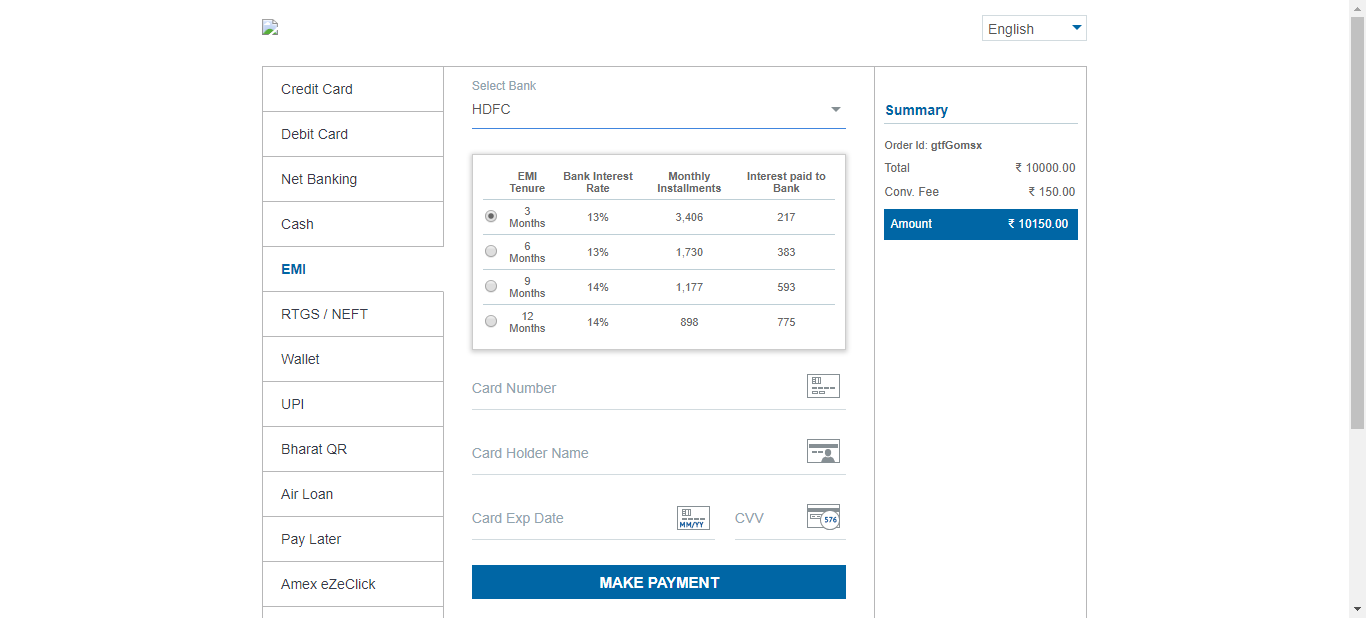 English
Credit Card
Debit Card
Net Banking
Cash
EMI
RTGS / NEFT
Wallet
UPI
Bharat QR
Air Loan
Pay Later
Amex eZeClick
Select Bank
HDFC
EMI Tenure Bank Interest Rate Monthly Installments Interest paid to Bank
3 Months 13% 3,406 217
6 Months 13% 1,730 383
9 Months 14% 1,177 593
12 Months 14% 898 775
Card Number
Card Holder Name
Card Exp Date MM/YY CVV 576
MAKE PAYMENT
Summary
Order Id: gtfGomsx
Total ₹ 10000.00
Conv. Fee ₹ 150.00
Amount ₹ 10150.00